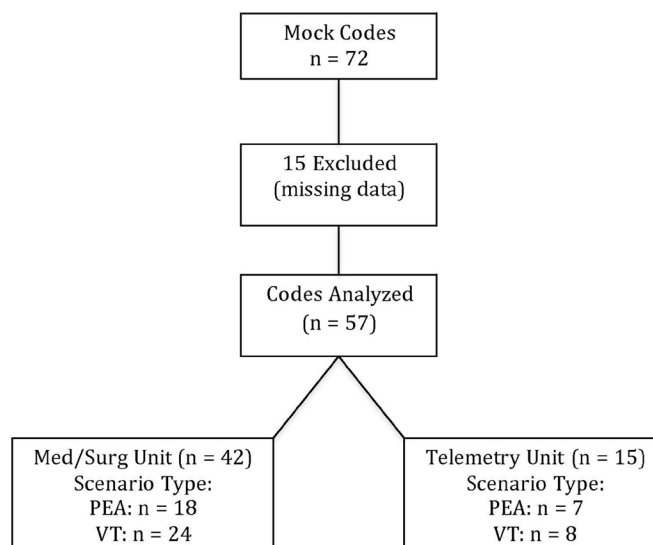 Mock Codes
n = 72
15 Excluded
(missing data)
Codes Analyzed
(n = 57)
Med/Surg Unit (n = 42)
Scenario Type:
PEA: n = 18
VT: n = 24
Telemetry Unit (n = 15)
Scenario Type:
PEA: n = 7
VT: n = 8